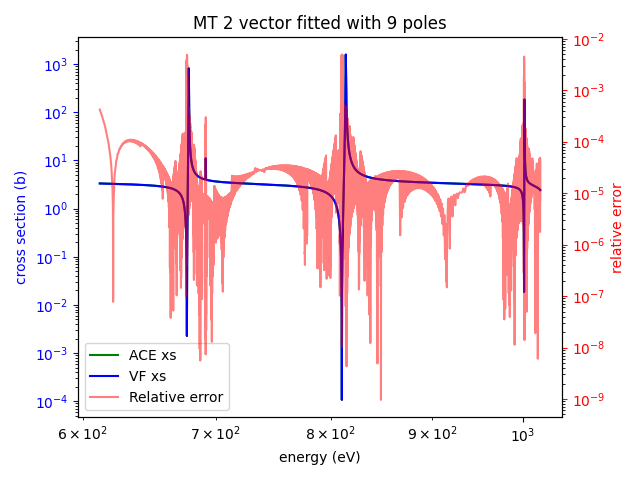 MT 2 vector fitted with 9 poles
10³
10²
10¹
10⁰
10⁻¹
10⁻²
10⁻³
10⁻⁴
cross section (b)
10⁻²
10⁻³
10⁻⁴
10⁻⁵
10⁻⁶
10⁻⁷
10⁻⁸
10⁻⁹
relative error
ACE xs
VF xs
Relative error
6 × 10² 7 × 10² 8 × 10² 9 × 10² 10³
energy (eV)